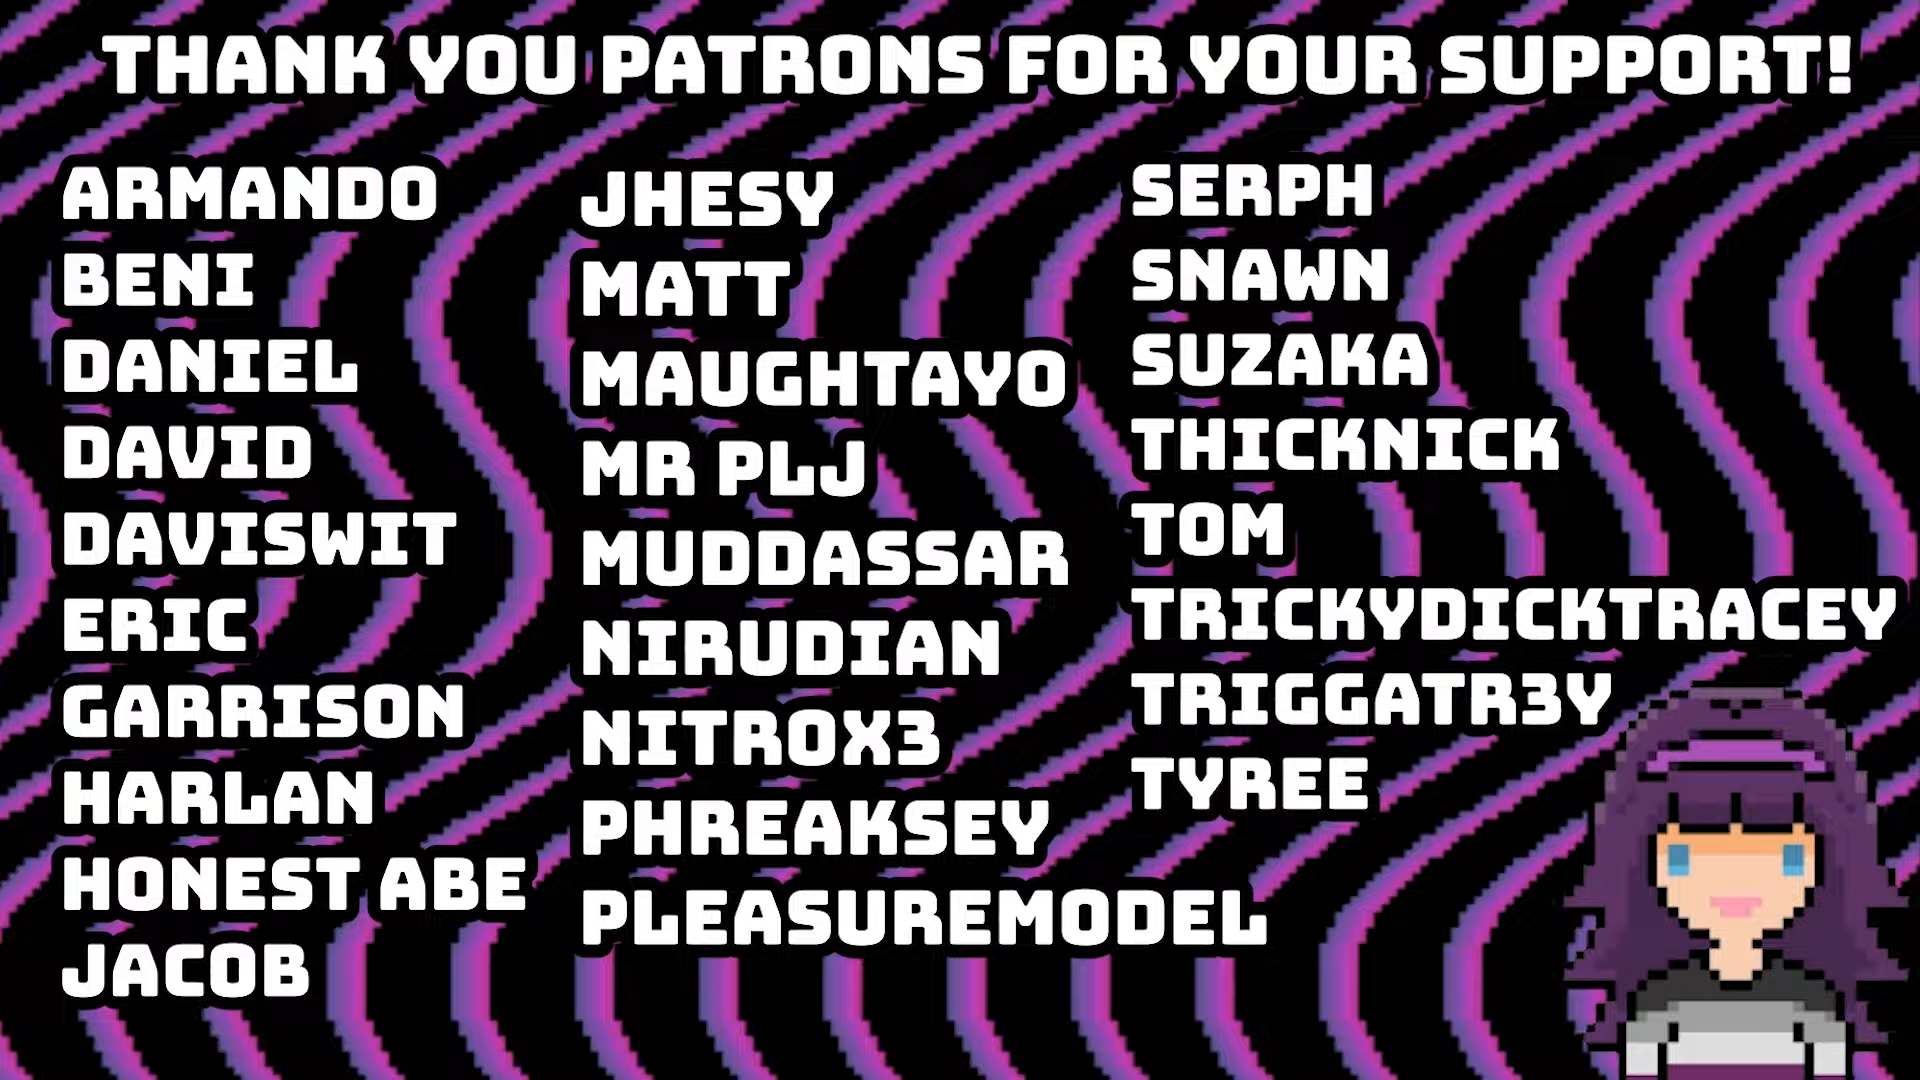 THANK YOU PATRONS FOR YOUR SUPPORT!
ARMANDO
BENI
DANIEL
DAVID
DAVISWIT
ERIC
GARRISON
HARLAN
HONEST ABE
JACOB
JHESY
MATT
MAUGHTAYO
MR PLJ
MUDDASSAR
NIRUDIAN
NITROX3
PHREAKSEY
PLEASUREMODEL
SERPH
SNAWN
SUZAKA
THICKNICK
TOM
TRICKYDICKTRACEY
TRIGGATR3Y
TYREE